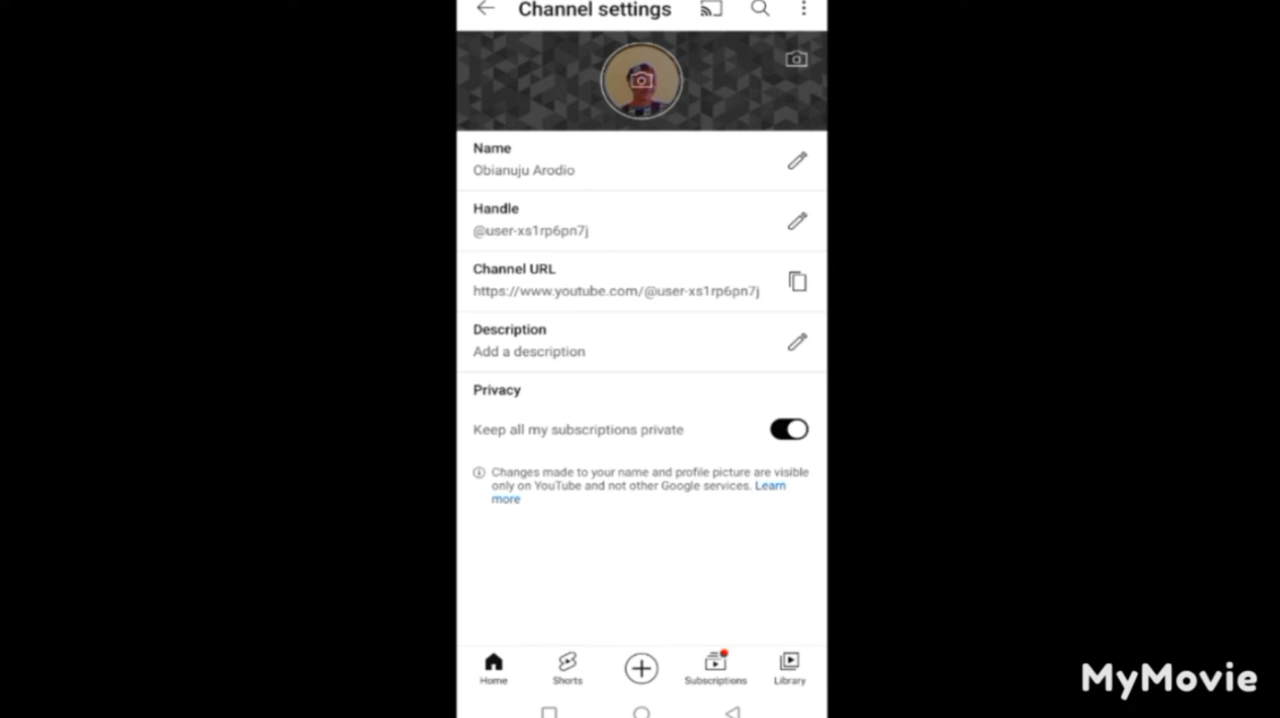 Channel settings
Name
Obianuju Arodio
Handle
@user-xs1rp6pn7j
Channel URL
https://www.youtube.com/@user-xs1rp6pn7j
Description
Add a description
Privacy
Keep all my subscriptions private
Changes made to your name and profile picture are visible
only on YouTube and not other Google services. Learn
more
Home Shorts Subscriptions Library
MyMovie